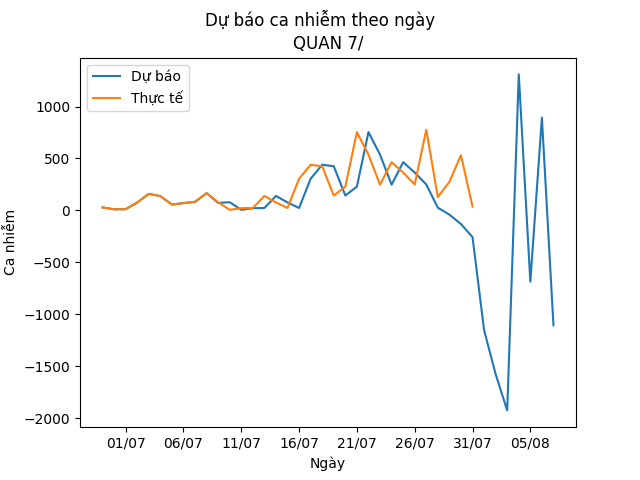 Dự báo ca nhiễm theo ngày
QUAN 7/
Dự báo
Thực tế
1000
500
0
−500
−1000
−1500
−2000
Ca nhiễm
01/07 06/07 11/07 16/07 21/07 26/07 31/07 05/08
Ngày